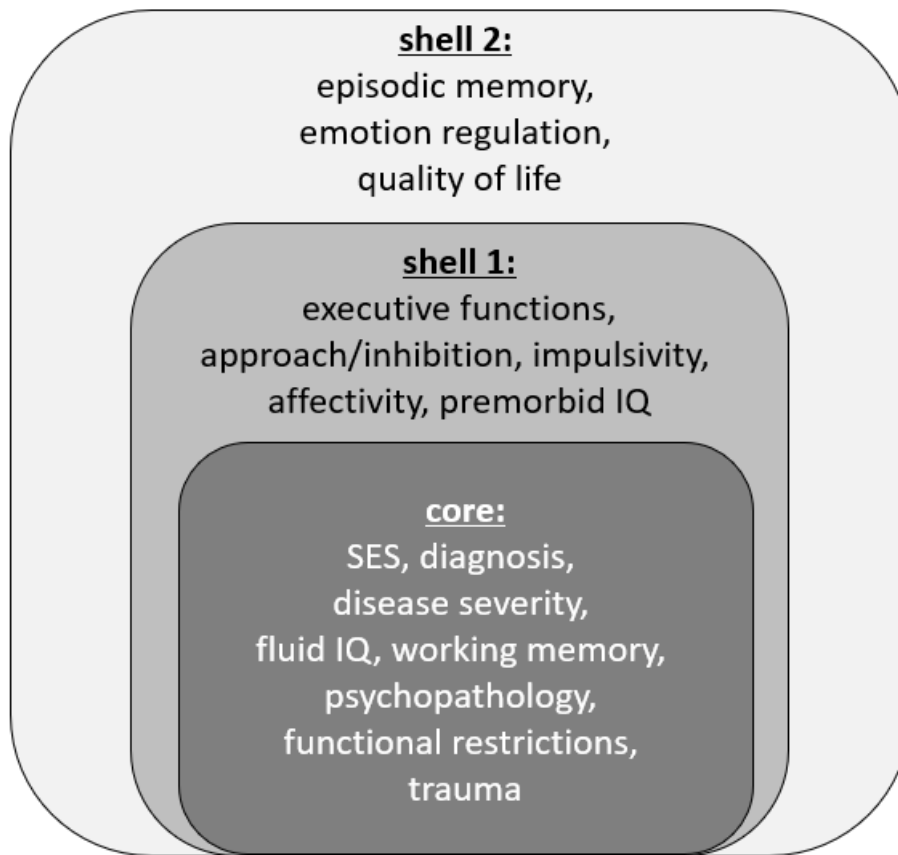 shell 2:
episodic memory,
emotion regulation,
quality of life
shell 1:
executive functions,
approach/inhibition, impulsivity,
affectivity, premorbid IQ
core:
SES, diagnosis,
disease severity,
fluid IQ, working memory,
psychopathology,
functional restrictions,
trauma